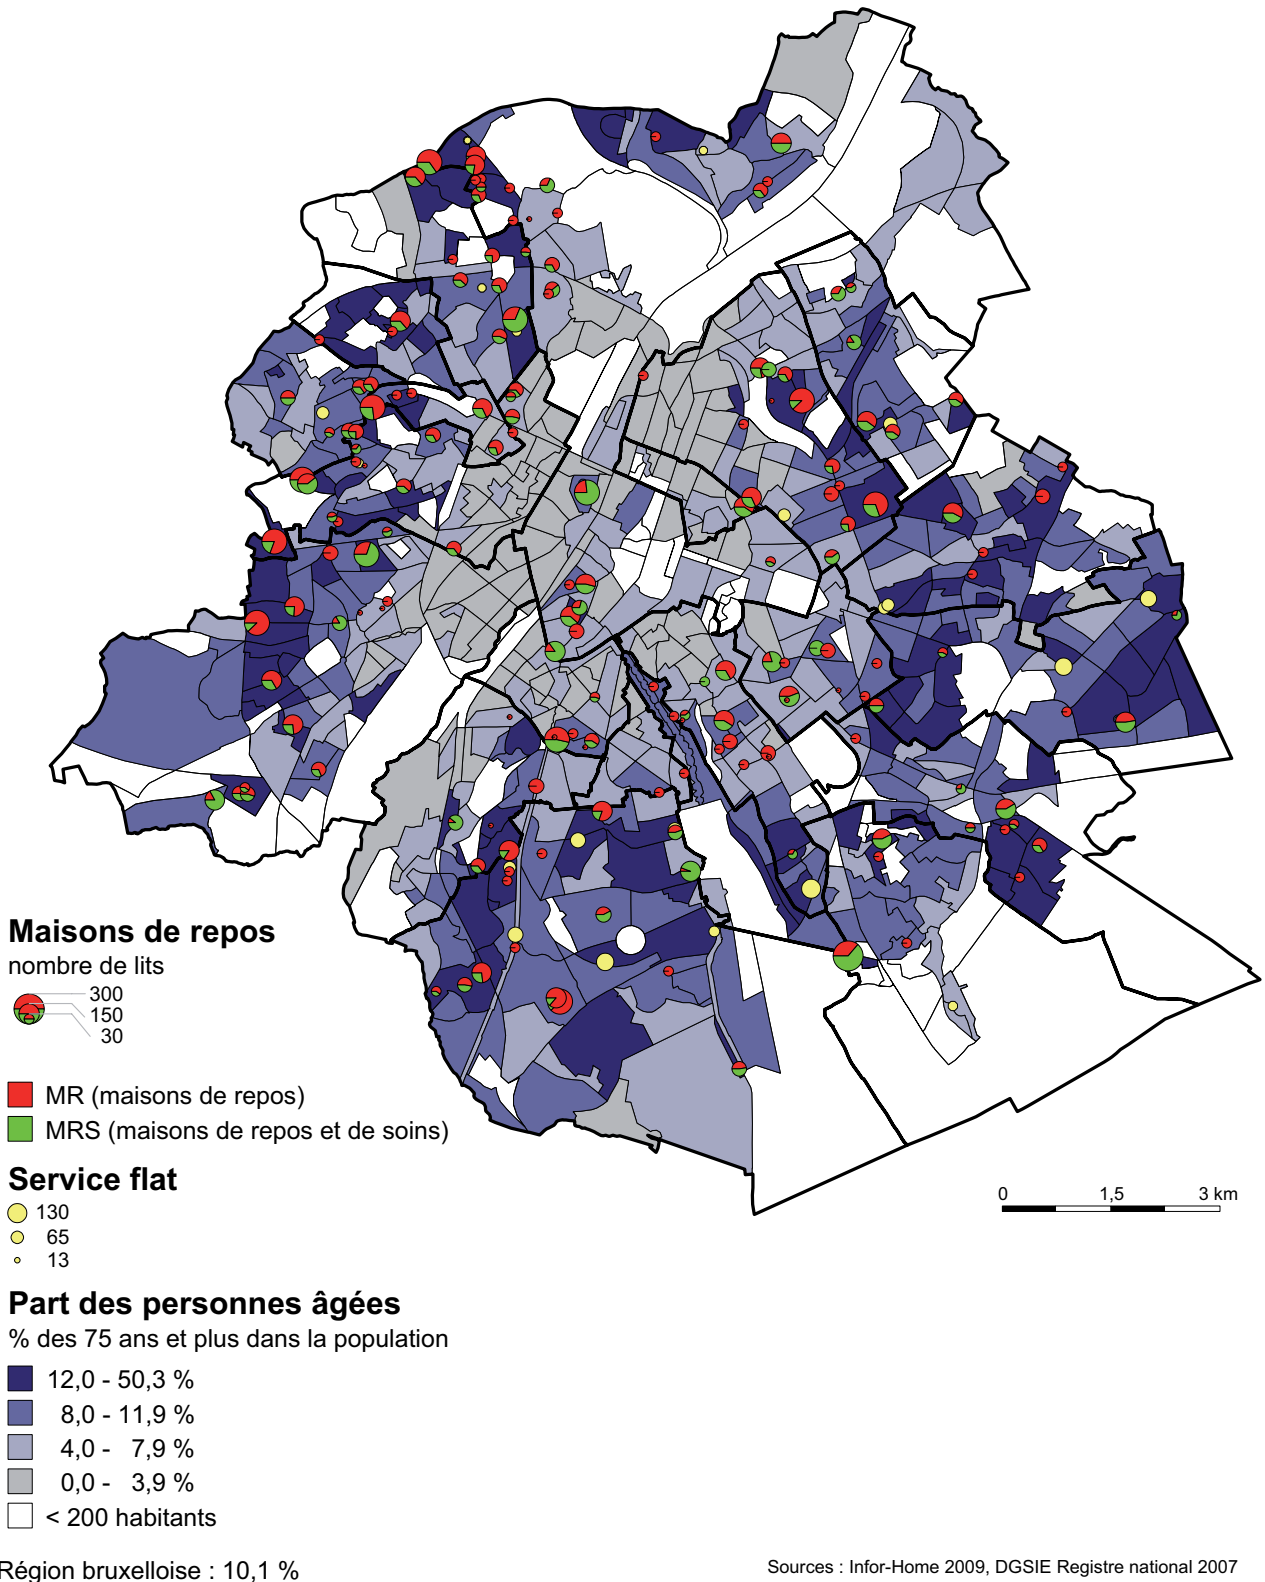 Maisons de repos
nombre de lits
300
150
30
MR (maisons de repos)
MRS (maisons de repos et de soins)
Service flat
130
65
13
0 1,5 3 km
Part des personnes âgées
% des 75 ans et plus dans la population
12,0 - 50,3 %
8,0 - 11,9 %
4,0 - 7,9 %
0,0 - 3,9 %
< 200 habitants
Région bruxelloise : 10,1 %
Sources : Infor-Home 2009, DGSIE Registre national 2007